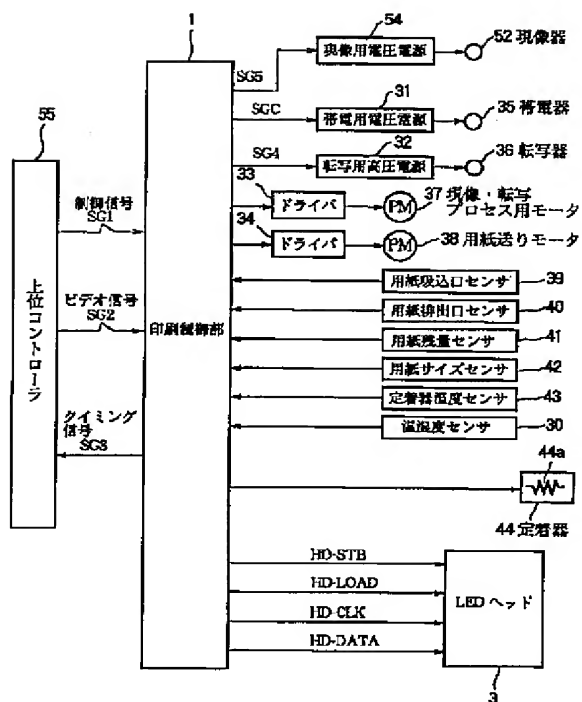 1
54
現像用電圧電源
52 現像器
SG5
55
31
SGC
帯電用電圧電源
35 帯電器
32
SG4
転写用高圧電源
36 転写器
制御信号
SG1
33
ドライバ
PM
37 現像・転写
プロセス用モータ
34
ドライバ
PM
38 用紙送りモータ
上位コントローラ
ビデオ信号
SG2
印刷制御部
用紙吸込口センサ
39
用紙排出口センサ
40
用紙残量センサ
41
用紙サイズセンサ
42
タイミング
信号
SG3
定着器温度センサ
43
温湿度センサ
30
44a
44 定着器
HD-STB
HD-LOAD
HD-CLK
HD-DATA
LED ヘッド
3